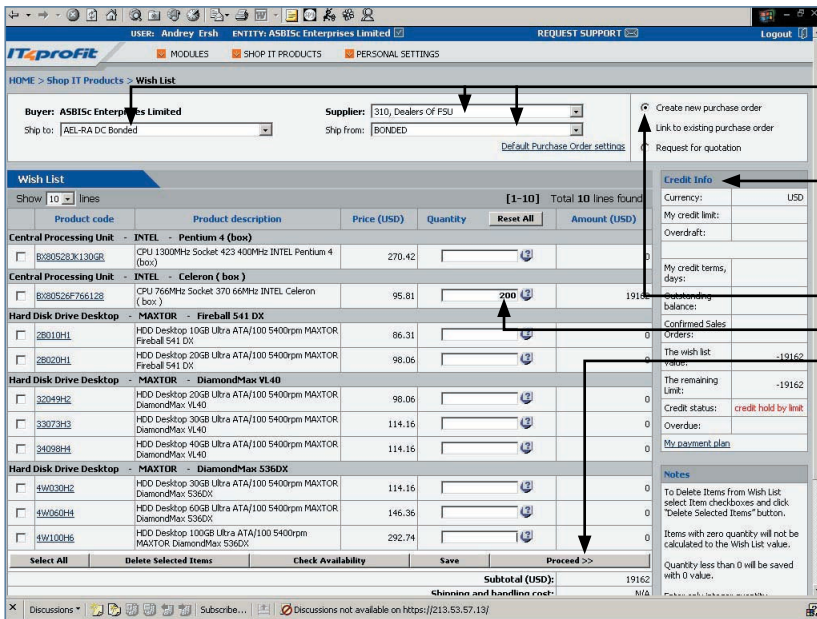 USER: Andrey Ersh ENTITY: ASBISc Enterprises Limited REQUEST SUPPORT Logout
IT4profit MODULES SHOP IT PRODUCTS PERSONAL SETTINGS
HOME > Shop IT Products > Wish List
Buyer: ASBISc Enterprises Limited Supplier: 310, Dealers Of FSU Create new purchase order
Ship to: AEL-RA DC Bonded Ship from: BONDED Link to existing purchase order
Default Purchase Order settings Request for quotation
Wish List
Show 10 lines [1-10] Total 10 lines found
Product code Product description Price (USD) Quantity Reset All Amount (USD)
Central Processing Unit - INTEL - Pentium 4 (box)
BX80528JK130GR CPU 1300MHz Socket 423 400MHz INTEL Pentium 4 270.42 0
(box)
Central Processing Unit - INTEL - Celeron ( box )
BX80526F766128 CPU 766MHz Socket 370 66MHz INTEL Celeron 95.81 200 19162
( box )
Hard Disk Drive Desktop - MAXTOR - Fireball 541 DX
2B010H1 HDD Desktop 10GB Ultra ATA/100 5400rpm MAXTOR 86.31 0
Fireball 541 DX
2B020H1 HDD Desktop 20GB Ultra ATA/100 5400rpm MAXTOR 98.06 0
Fireball 541 DX
Hard Disk Drive Desktop - MAXTOR - DiamondMax VL40
32049H2 HDD Desktop 20GB Ultra ATA/100 5400rpm MAXTOR 98.06 0
DiamondMax VL40
33073H3 HDD Desktop 30GB Ultra ATA/100 5400rpm MAXTOR 114.16 0
DiamondMax VL40
34098H4 HDD Desktop 40GB Ultra ATA/100 5400rpm MAXTOR 114.16 0
DiamondMax VL40
Hard Disk Drive Desktop - MAXTOR - DiamondMax 536DX
4W030H2 HDD Desktop 30GB Ultra ATA/100 5400rpm MAXTOR 114.16 0
DiamondMax 536DX
4W060H4 HDD Desktop 60GB Ultra ATA/100 5400rpm MAXTOR 146.36 0
DiamondMax 536DX
4W100H6 HDD Desktop 100GB Ultra ATA/100 5400rpm 292.74 0
MAXTOR DiamondMax 536DX
Select All Delete Selected Items Check Availability Save Proceed >>
Subtotal (USD): 19162
Shipping and handling cost: N/A
Credit Info
Currency: USD
My credit limit:
Overdraft:
My credit terms,
days:
Outstanding
balance:
Confirmed Sales
Orders:
The wish list
value: -19162
The remaining
Limit: -19162
Credit status: credit hold by limit
Overdue:
My payment plan
Notes
To Delete Items from Wish List
select Item checkboxes and click
"Delete Selected Items" button.
Items with zero quantity will not be
calculated to the Wish List value.
Quantity less than 0 will be saved
with 0 value.
Discussions Subscribe... Discussions not available on https://213.53.57.13/